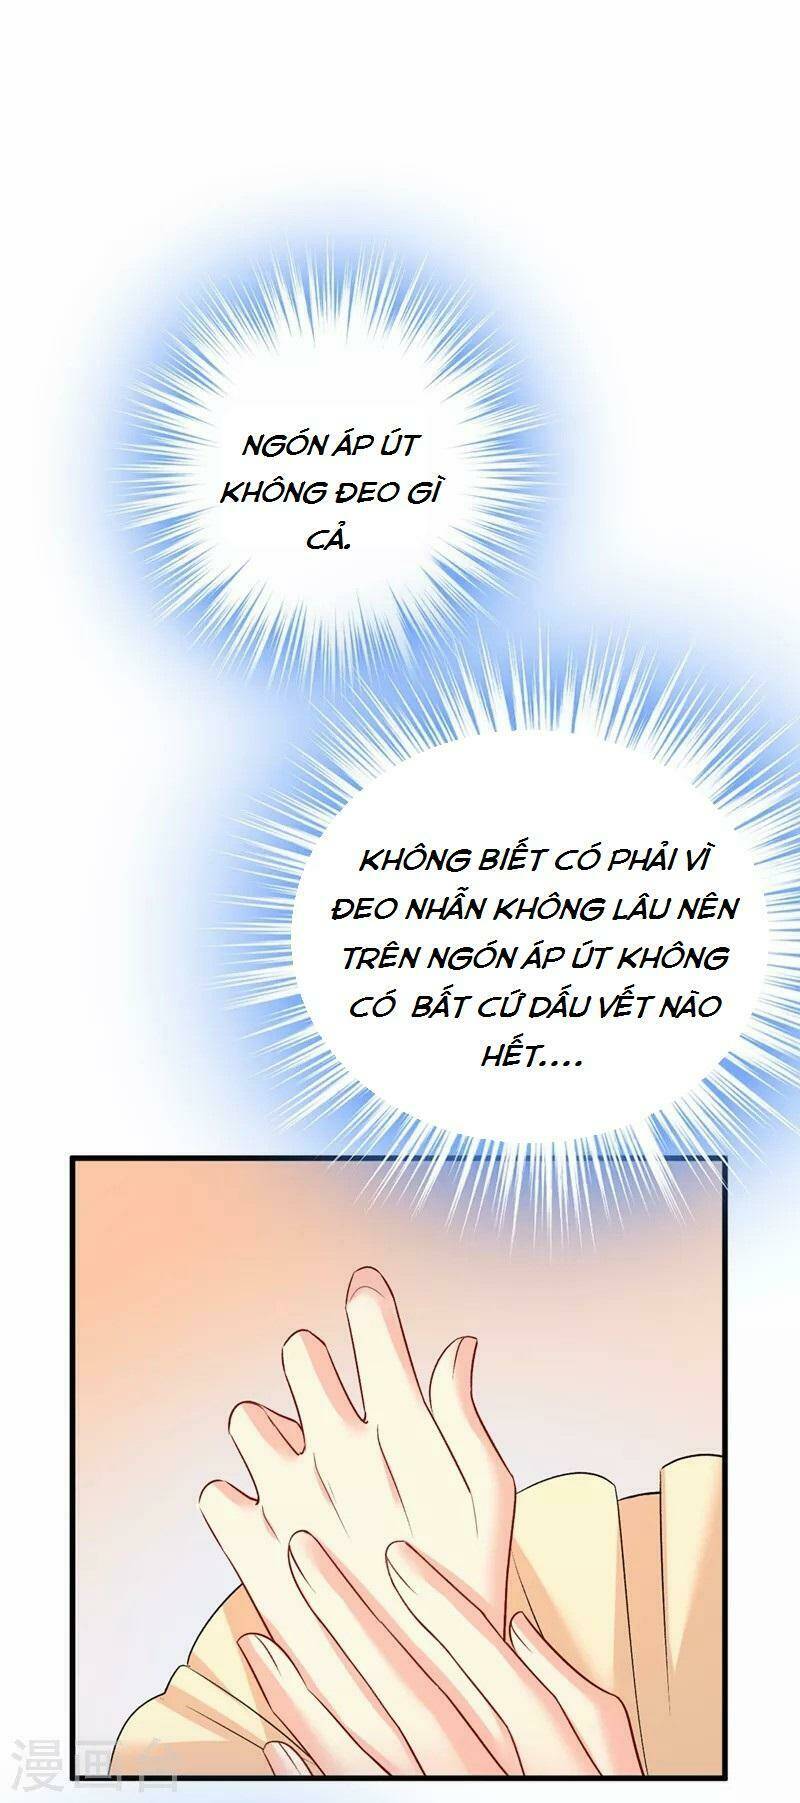 NGÓN ÁP ÚT
KHÔNG ĐEO GÌ
CẢ.
KHÔNG BIẾT CÓ PHẢI VÌ
ĐEO NHẪN KHÔNG LÂU NÊN
TRÊN NGÓN ÁP ÚT KHÔNG
CÓ BẤT CỨ DẤU VẾT NÀO
HẾT....
漫画台